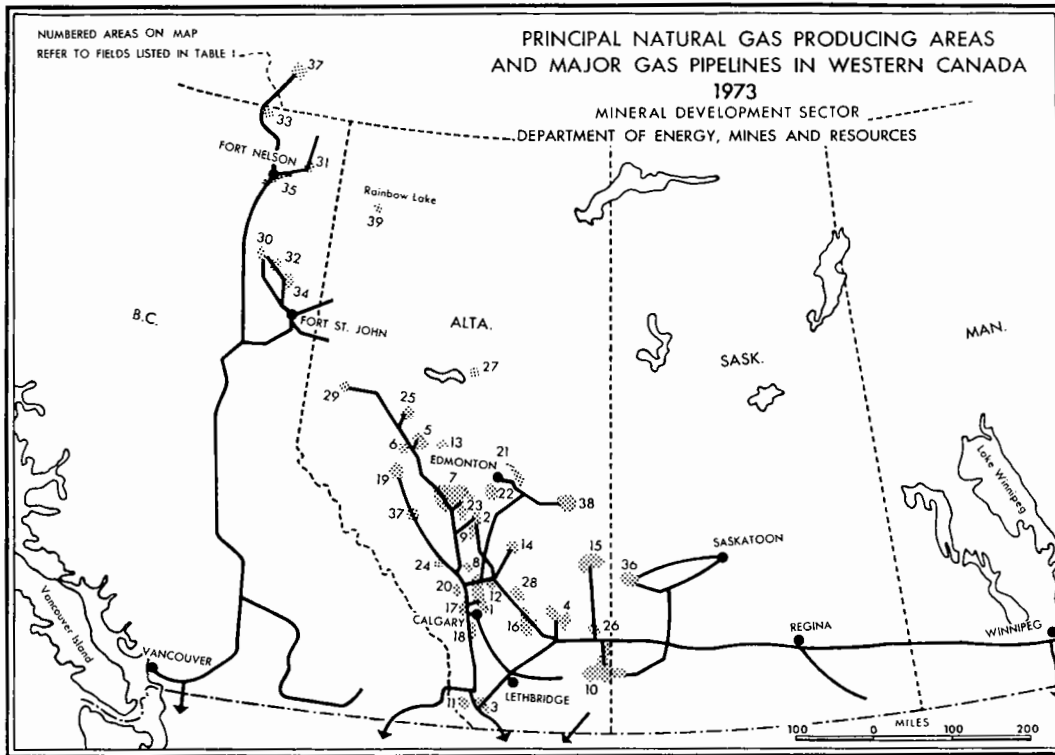 NUMBERED AREAS ON MAP
REFER TO FIELDS LISTED IN TABLE 1
PRINCIPAL NATURAL GAS PRODUCING AREAS
AND MAJOR GAS PIPELINES IN WESTERN CANADA
1973
MINERAL DEVELOPMENT SECTOR
DEPARTMENT OF ENERGY, MINES AND RESOURCES
37
33
FORT NELSON
31
35
Rainbow Lake
39
30
32
34
FORT ST. JOHN
B.C.
ALTA.
SASK.
MAN.
27
29
25
5
6
13
21
EDMONTON
19
7
22
38
23
37
2
9
14
15
SASKATOON
24
8
36
20
12
28
17
1
4
CALGARY
16
26
18
REGINA
WINNIPEG
Lake Winnipeg
Vancouver Island
VANCOUVER
10
LETHBRIDGE
11
3
MILES
100 0 100 200